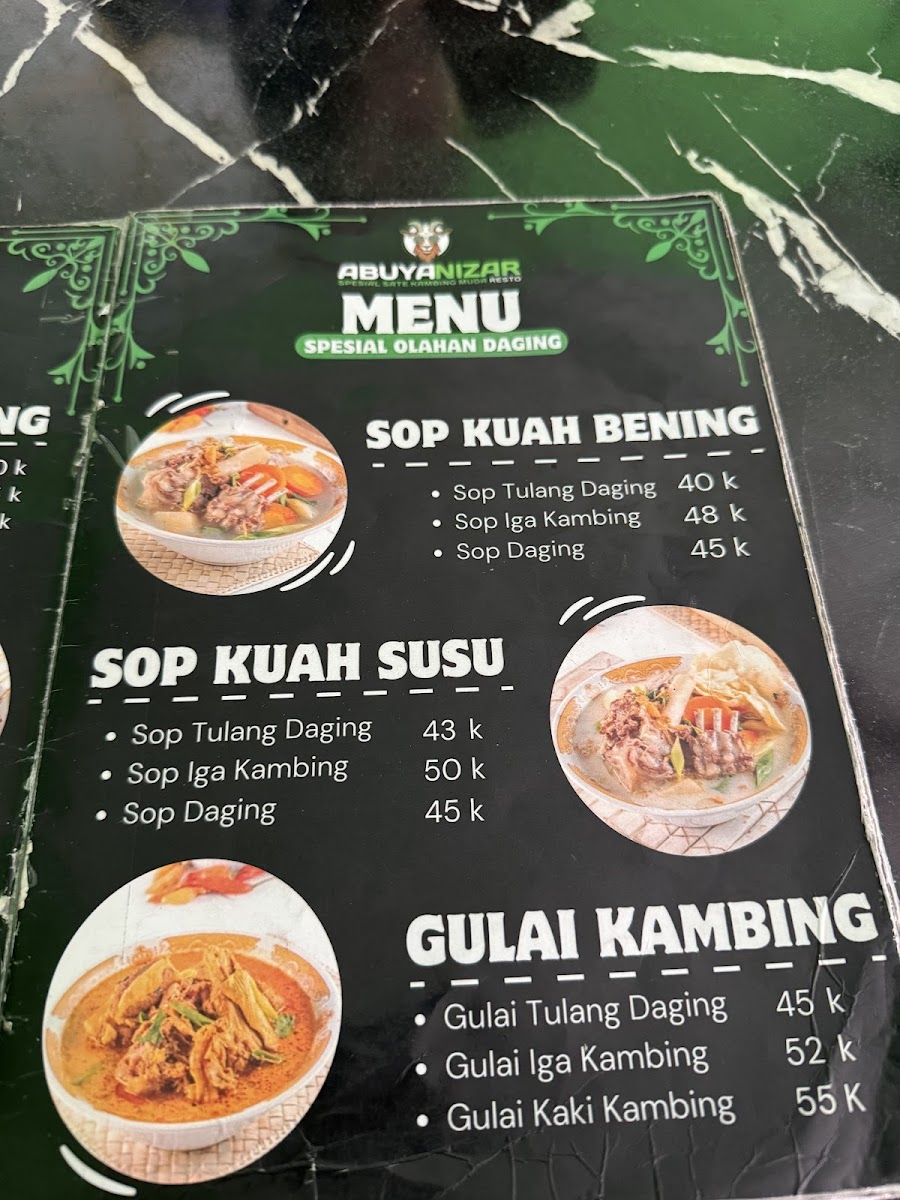 ABUYANIZAR
SPESIAL SATE KAMBING MUDA RESTO
MENU
SPESIAL OLAHAN DAGING
SOP KUAH BENING
• Sop Tulang Daging 40 k
• Sop Iga Kambing 48 k
• Sop Daging 45 k
SOP KUAH SUSU
• Sop Tulang Daging 43 k
• Sop Iga Kambing 50 k
• Sop Daging 45 k
GULAI KAMBING
• Gulai Tulang Daging 45 k
• Gulai Iga Kambing 52 k
• Gulai Kaki Kambing 55 K